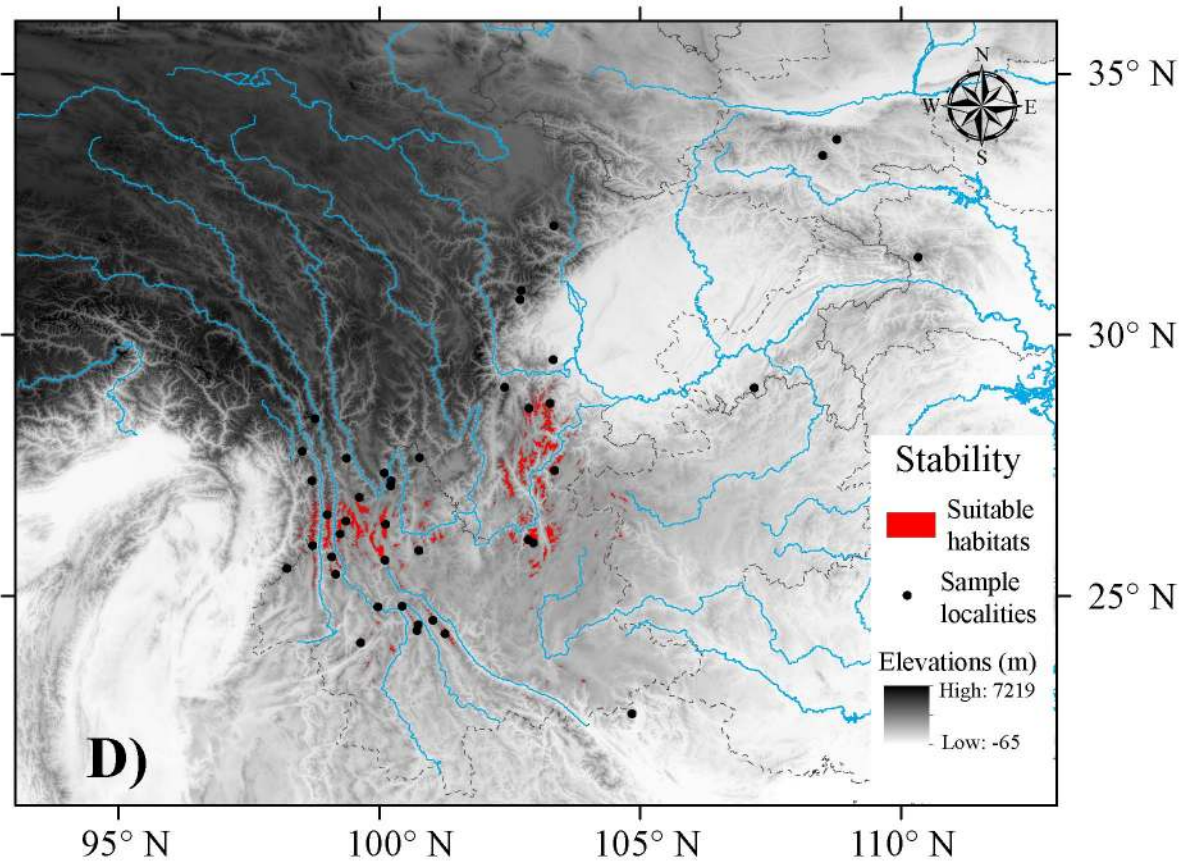 35° N
N
W
E
S
30° N
Stability
Suitable
habitats
Sample
localities
25° N
Elevations (m)
High: 7219
Low: -65
D)
95° N
100° N
105° N
110° N